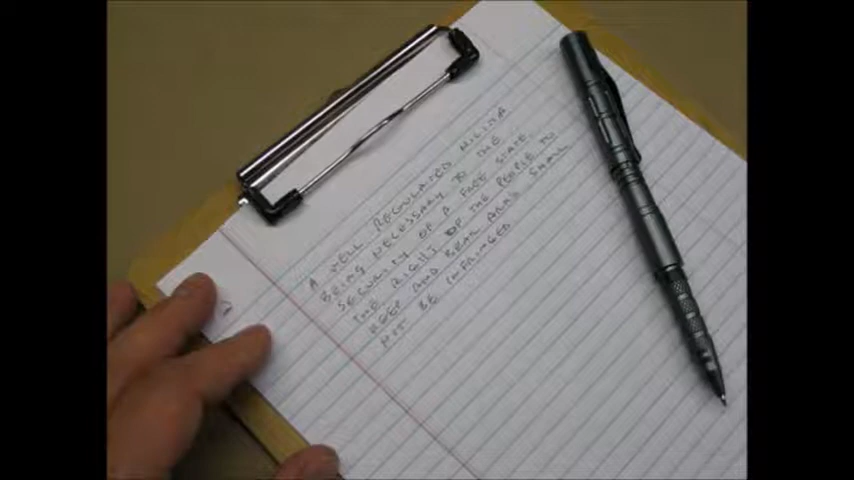 A WELL REGULATED MILITIA
BEING NECESSARY TO THE
SECURITY OF A FREE STATE
THE RIGHT OF THE PEOPLE TO
KEEP AND BEAR ARMS SHALL
NOT BE INFRINGED